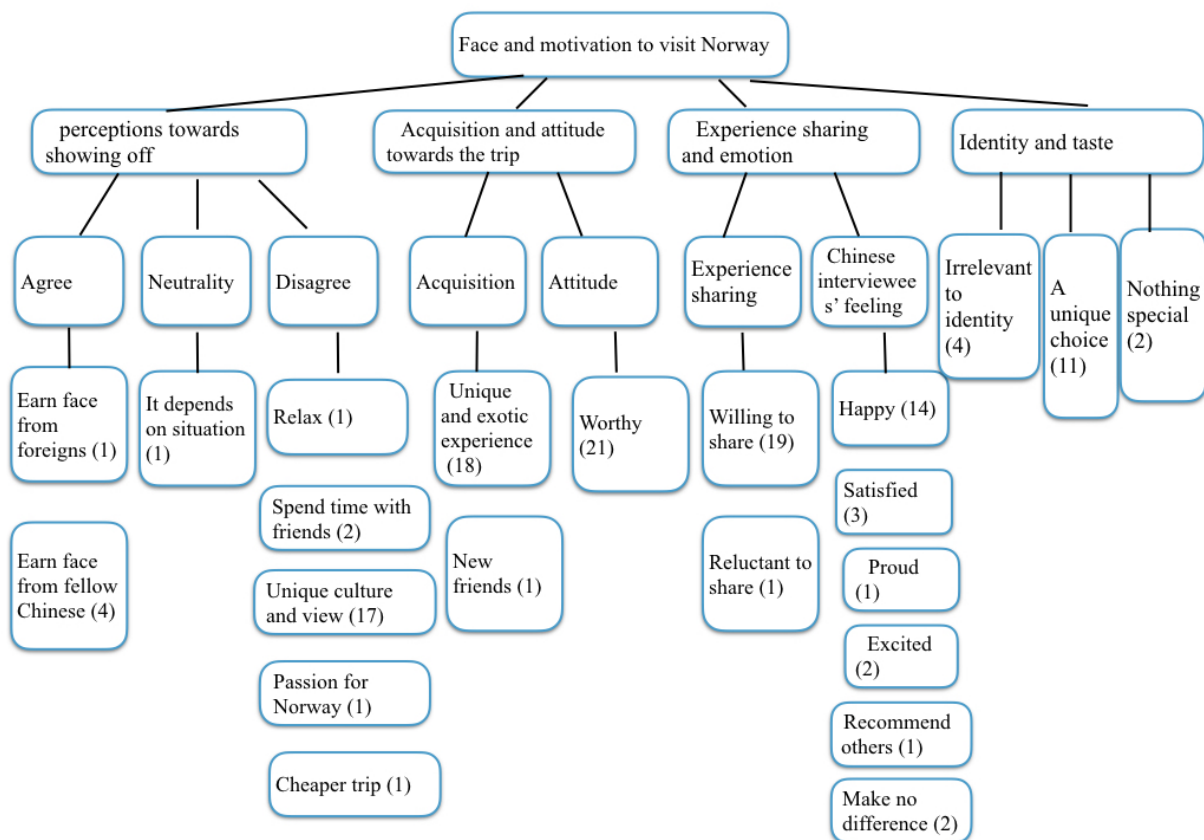 Face and motivation to visit Norway
perceptions towards
showing off
Acquisition and attitude
towards the trip
Experience sharing
and emotion
Identity and taste
Agree
Neutrality
Disagree
Acquisition
Attitude
Experience
sharing
Chinese
interviewee
s’ feeling
Irrelevant
to
identity
(4)
A
unique
choice
(11)
Nothing
special
(2)
Earn face
from
foreigns (1)
It depends
on situation
(1)
Relax (1)
Unique
and exotic
experience
(18)
Worthy
(21)
Willing to
share (19)
Happy (14)
Spend time with
friends (2)
Satisfied
(3)
Earn face
from fellow
Chinese (4)
Unique culture
and view (17)
New
friends (1)
Reluctant to
share (1)
Proud
(1)
Excited
(2)
Passion for
Norway (1)
Recommend
others (1)
Cheaper trip (1)
Make no
difference (2)